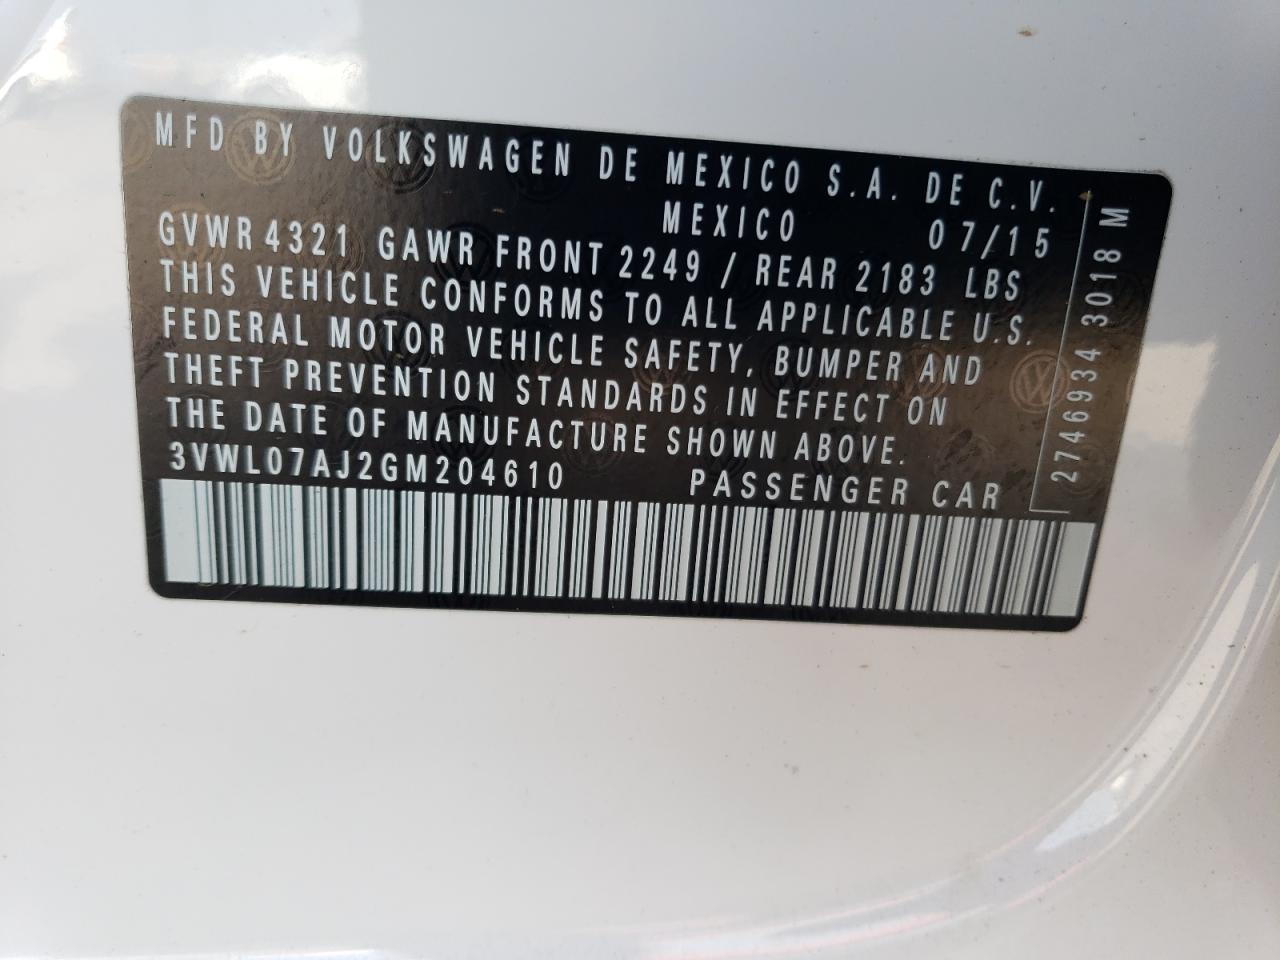 MFD BY VOLKSWAGEN DE MEXICO S.A. DE C.V.
MEXICO 07/15
GVWR 4321 GAWR FRONT 2249 / REAR 2183 LBS
THIS VEHICLE CONFORMS TO ALL APPLICABLE U.S.
FEDERAL MOTOR VEHICLE SAFETY, BUMPER AND
THEFT PREVENTION STANDARDS IN EFFECT ON
THE DATE OF MANUFACTURE SHOWN ABOVE.
3VWL07AJ2GM204610 PASSENGER CAR
2746934 3018 M